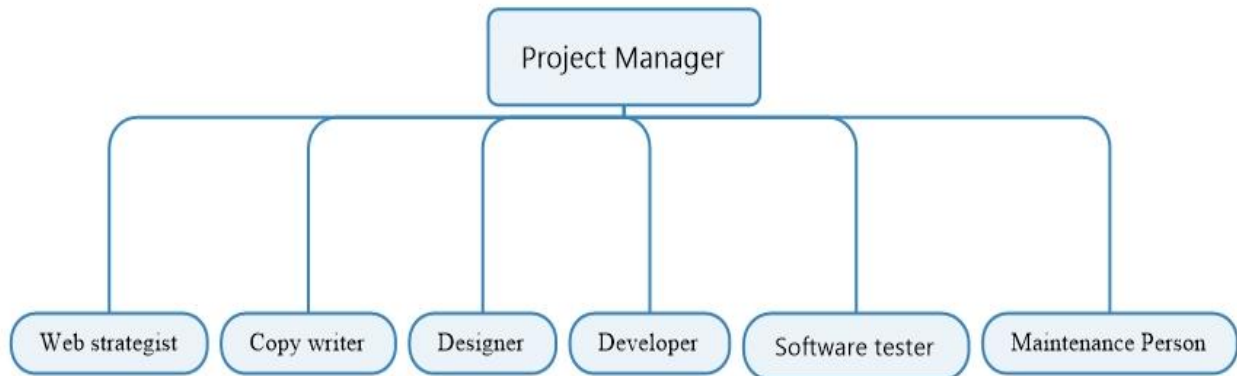 Project Manager
Web strategist
Copy writer
Designer
Developer
Software tester
Maintenance Person